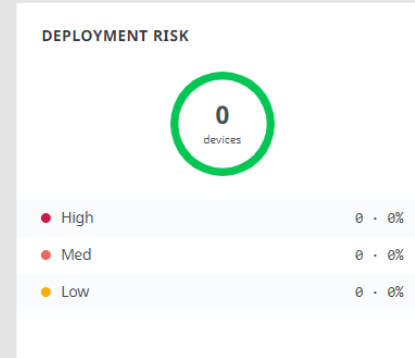 DEPLOYMENT RISK
0
devices
High 0 · 0%
Med 0 · 0%
Low 0 · 0%